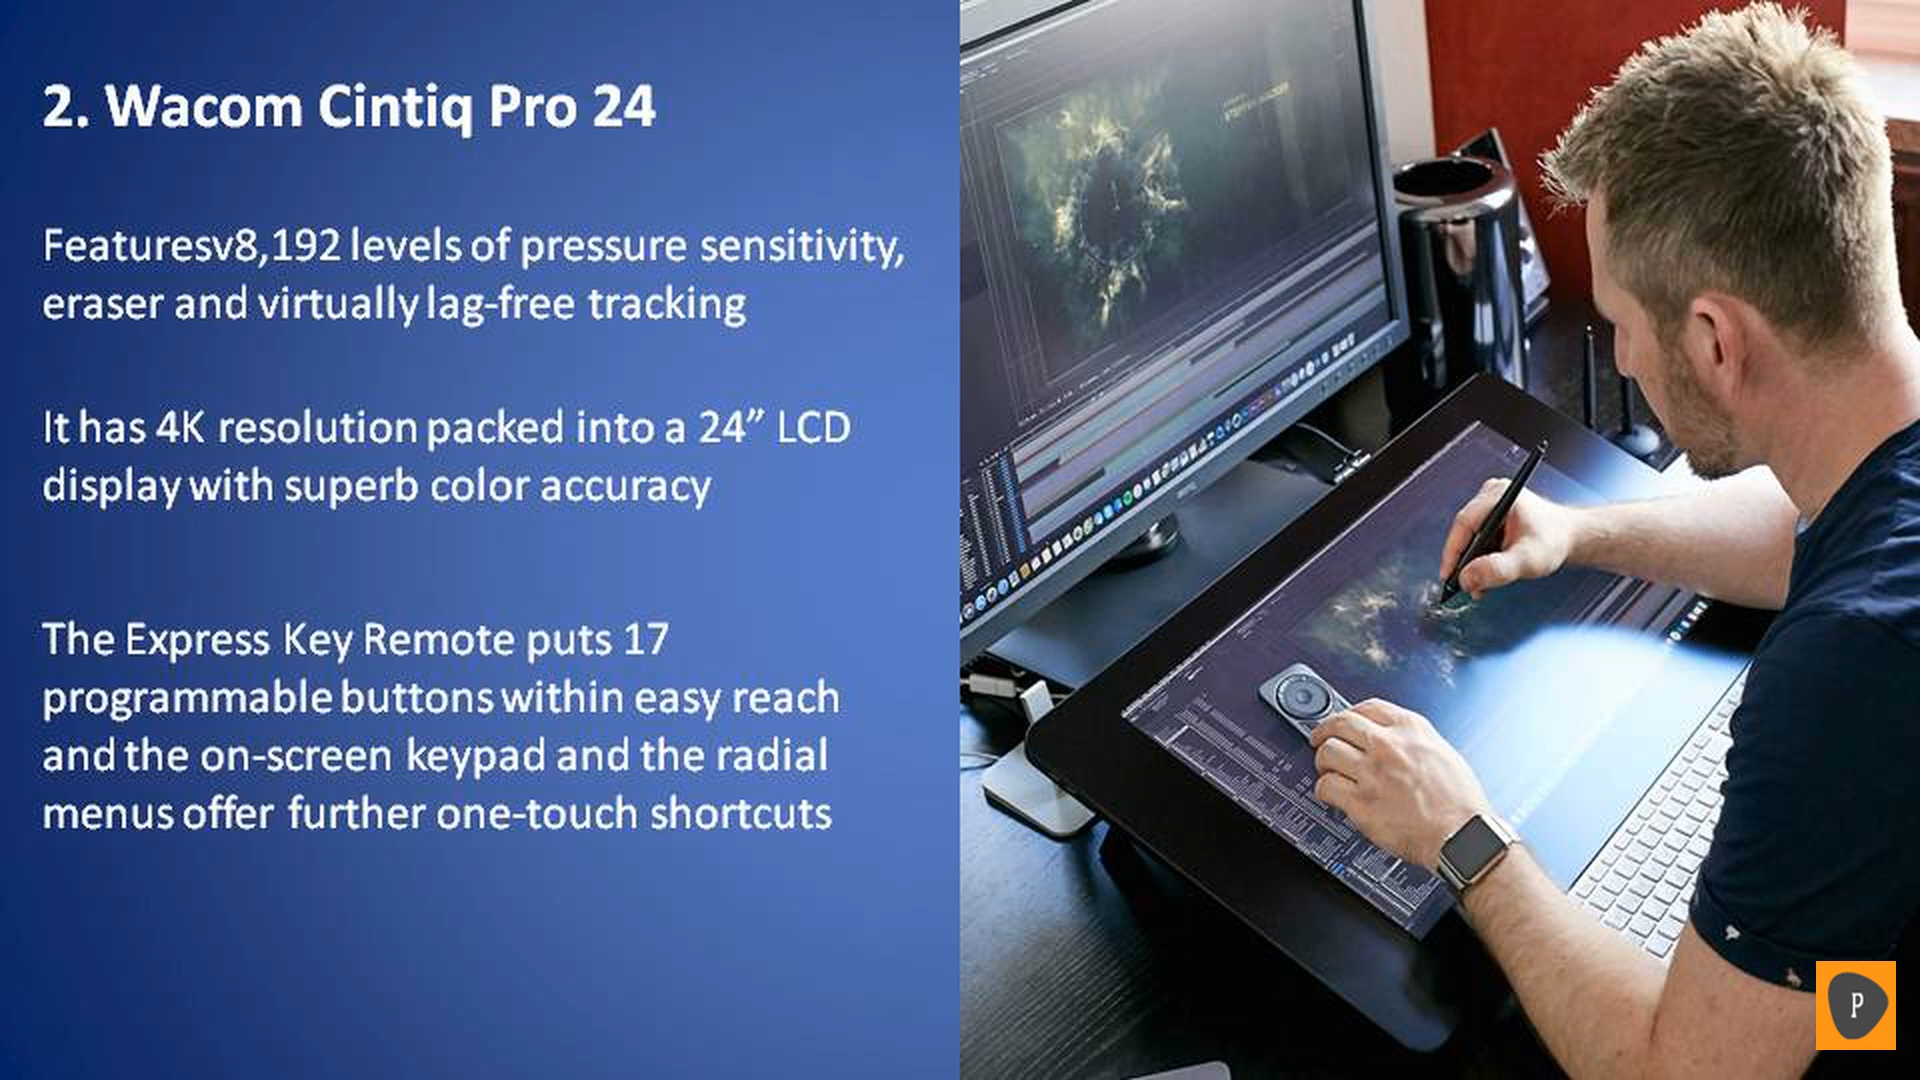 2. Wacom Cintiq Pro 24
Featuresv8,192 levels of pressure sensitivity,
eraser and virtually lag-free tracking
It has 4K resolution packed into a 24” LCD
display with superb color accuracy
The Express Key Remote puts 17
programmable buttons within easy reach
and the on-screen keypad and the radial
menus offer further one-touch shortcuts
P